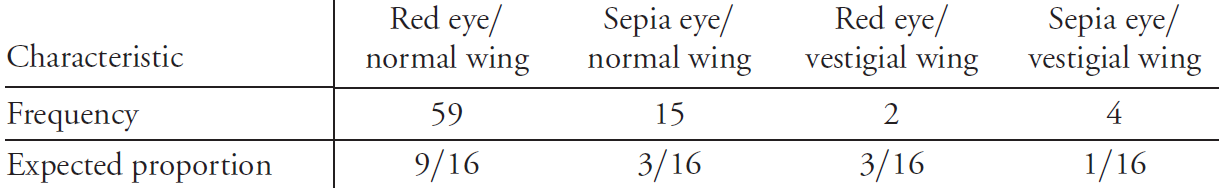 Characteristic Red eye/ normal wing Sepia eye/ normal wing Red eye/ vestigial wing Sepia eye/ vestigial wing
Frequency 59 15 2 4
Expected proportion 9/16 3/16 3/16 1/16